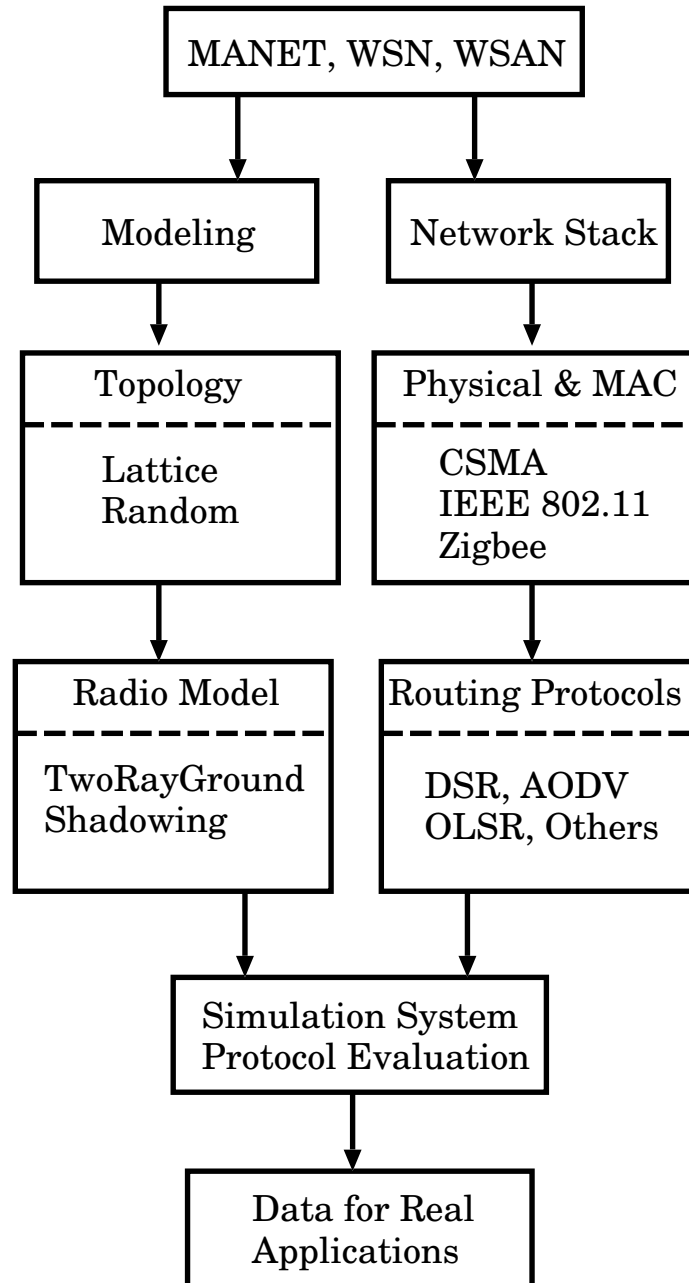 MANET, WSN, WSAN
Modeling
Network Stack
Topology
Lattice
Random
Physical & MAC
CSMA
IEEE 802.11
Zigbee
Radio Model
TwoRayGround
Shadowing
Routing Protocols
DSR, AODV
OLSR, Others
Simulation System
Protocol Evaluation
Data for Real
Applications